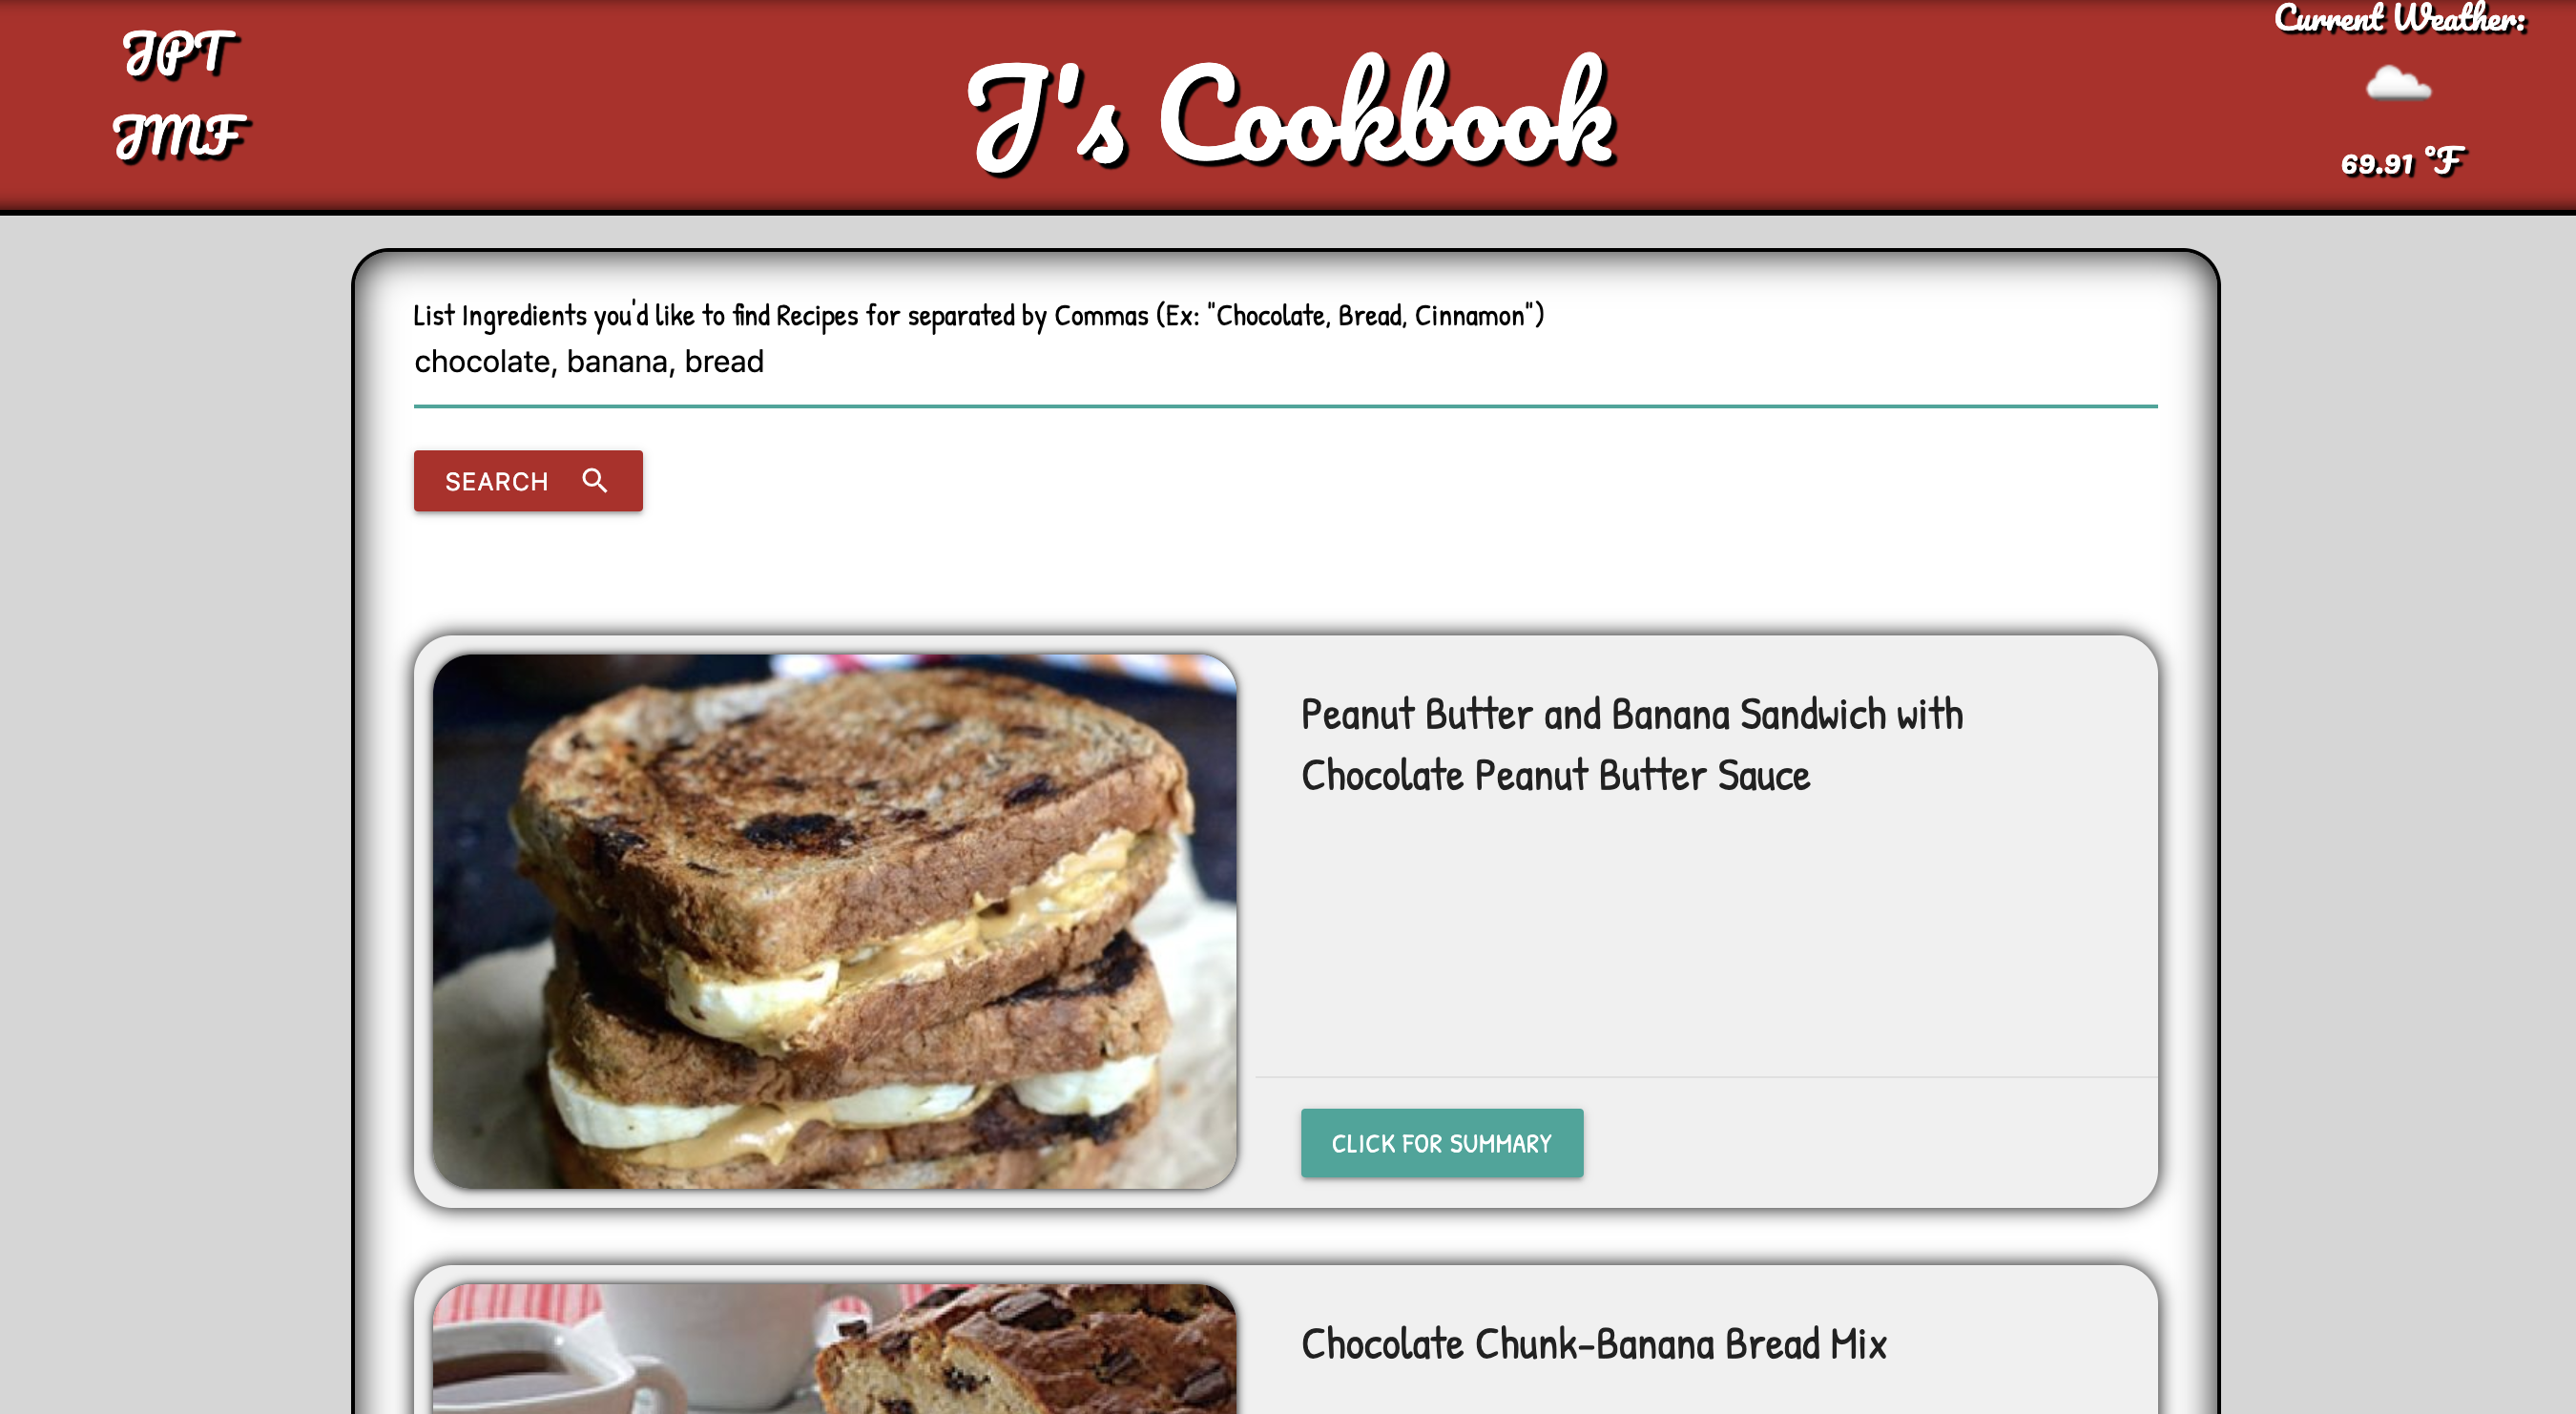 JPT
JMF
J's Cookbook
Current Weather:
69.91 °F
List Ingredients you'd like to find Recipes for separated by Commas (Ex: "Chocolate, Bread, Cinnamon")
chocolate, banana, bread
SEARCH
Peanut Butter and Banana Sandwich with
Chocolate Peanut Butter Sauce
CLICK FOR SUMMARY
Chocolate Chunk-Banana Bread Mix